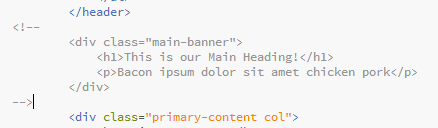 </header>
<!--
<div class="main-banner">
<h1>This is our Main Heading!</h1>
<p>Bacon ipsum dolor sit amet chicken pork</p>
</div>
-->
<div class="primary-content col">